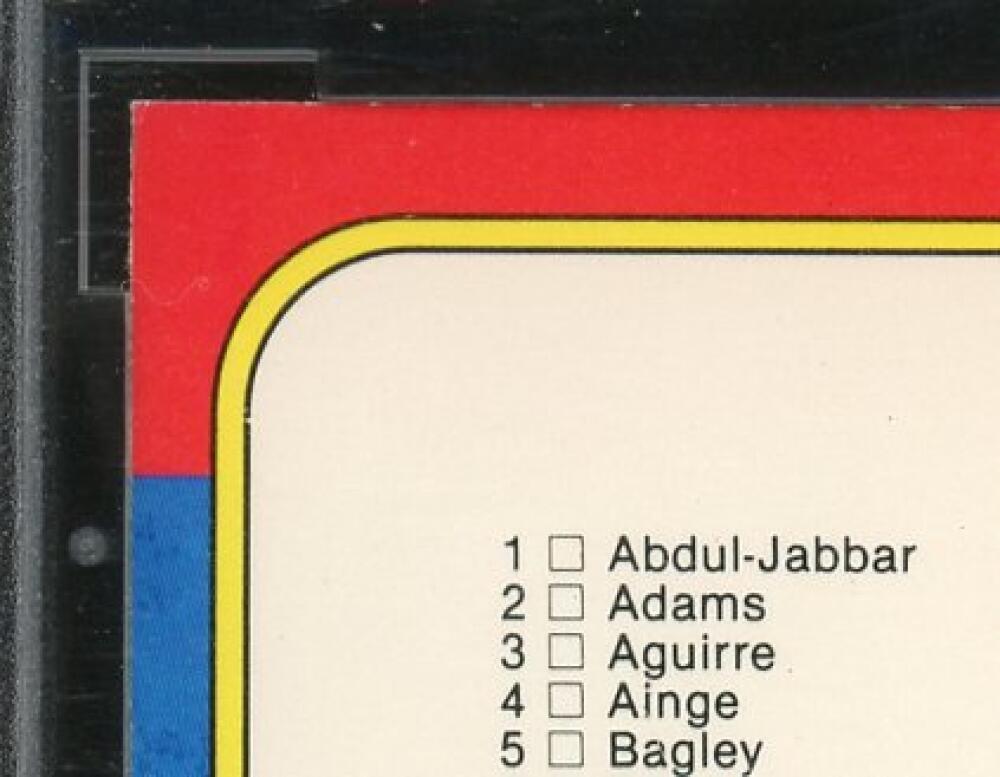 1 □ Abdul-Jabbar
2 □ Adams
3 □ Aguirre
4 □ Ainge
5 □ Bagley